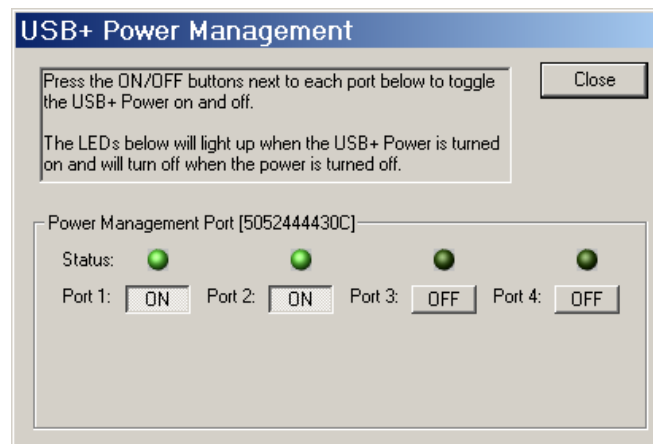 USB+ Power Management
Press the ON/OFF buttons next to each port below to toggle
the USB+ Power on and off.
Close
The LEDs below will light up when the USB+ Power is turned
on and will turn off when the power is turned off.
Power Management Port [5052444430C]
Status:
Port 1: ON Port 2: ON Port 3: OFF Port 4: OFF